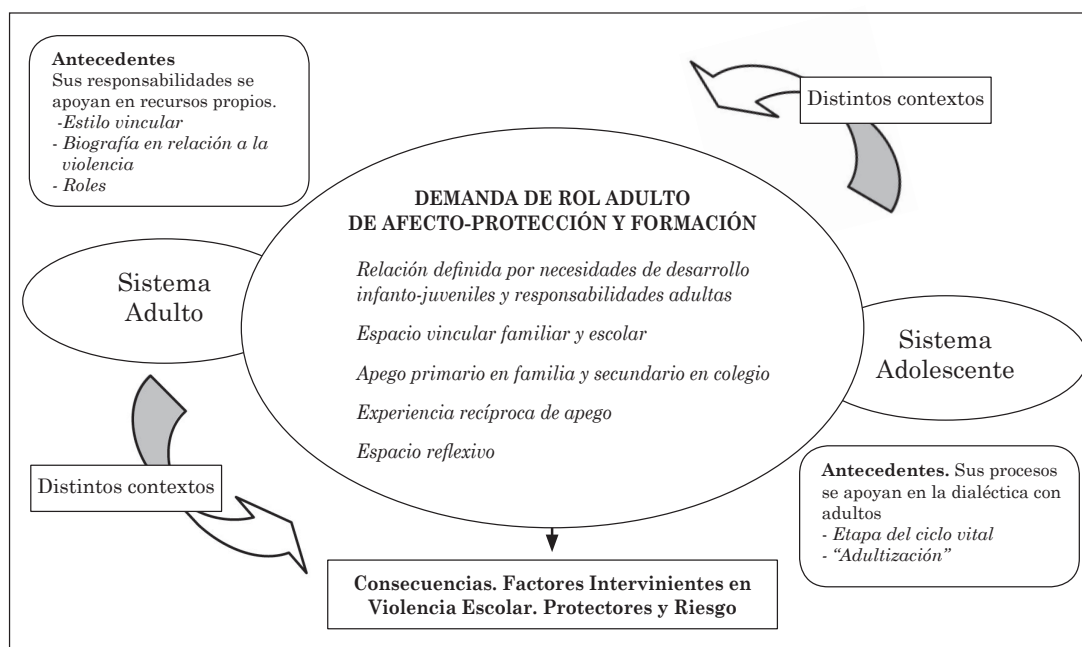 Antecedentes
Sus responsabilidades se
apoyan en recursos propios.
-Estilo vincular
- Biografía en relación a la
violencia
- Roles
Distintos contextos
DEMANDA DE ROL ADULTO
DE AFECTO-PROTECCIÓN Y FORMACIÓN
Relación definida por necesidades de desarrollo
infanto-juveniles y responsabilidades adultas
Espacio vincular familiar y escolar
Apego primario en familia y secundario en colegio
Experiencia recíproca de apego
Espacio reflexivo
Sistema
Adulto
Sistema
Adolescente
Distintos contextos
Antecedentes. Sus procesos
se apoyan en la dialéctica con
adultos
- Etapa del ciclo vital
- “Adultización”
Consecuencias. Factores Intervinientes en
Violencia Escolar. Protectores y Riesgo